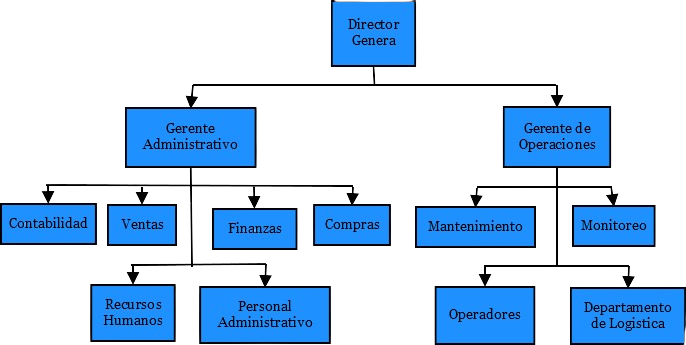 Director
Genera
Gerente
Administrativo
Gerente de
Operaciones
Contabilidad
Ventas
Finanzas
Compras
Mantenimiento
Monitoreo
Recursos
Humanos
Personal
Administrativo
Operadores
Departamento
de Logistica